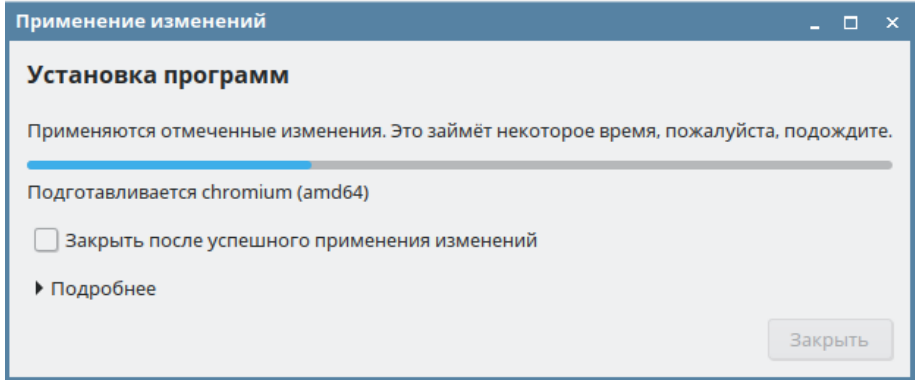 Применение изменений
Установка программ
Применяются отмеченные изменения. Это займёт некоторое время, пожалуйста, подождите.
Подготавливается chromium (amd64)
Закрыть после успешного применения изменений
Подробнее
Закрыть